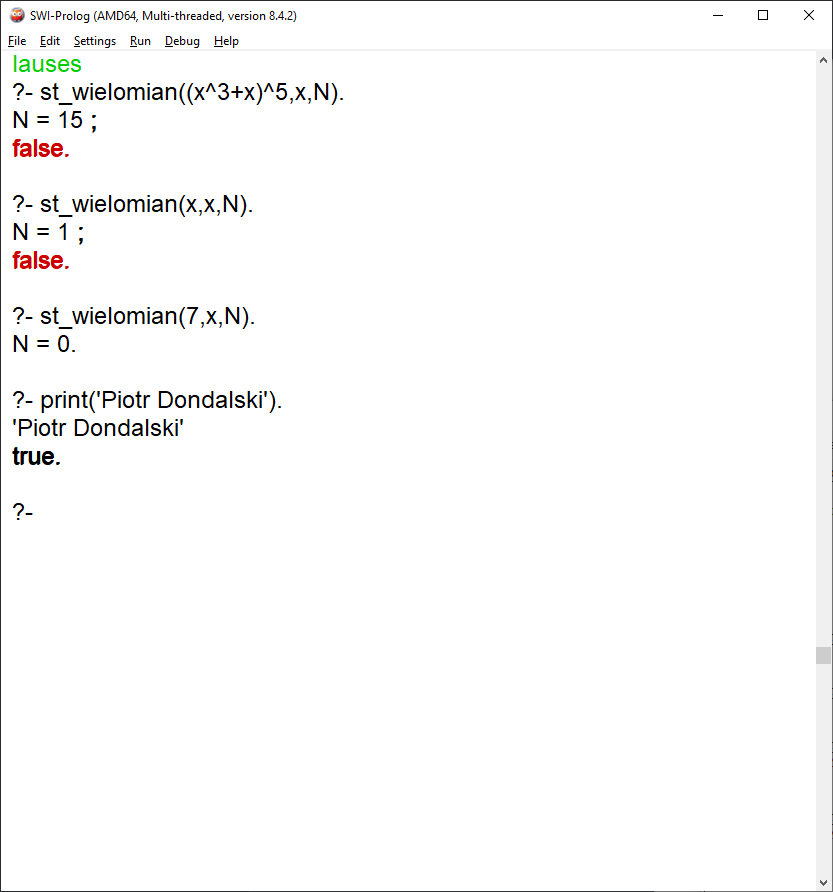 SWI-Prolog (AMD64, Multi-threaded, version 8.4.2)
File Edit Settings Run Debug Help
lauses
?- st_wielomian((x^3+x)^5,x,N).
N = 15 ;
false.
?- st_wielomian(x,x,N).
N = 1 ;
false.
?- st_wielomian(7,x,N).
N = 0.
?- print('Piotr Dondalski').
'Piotr Dondalski'
true.
?-